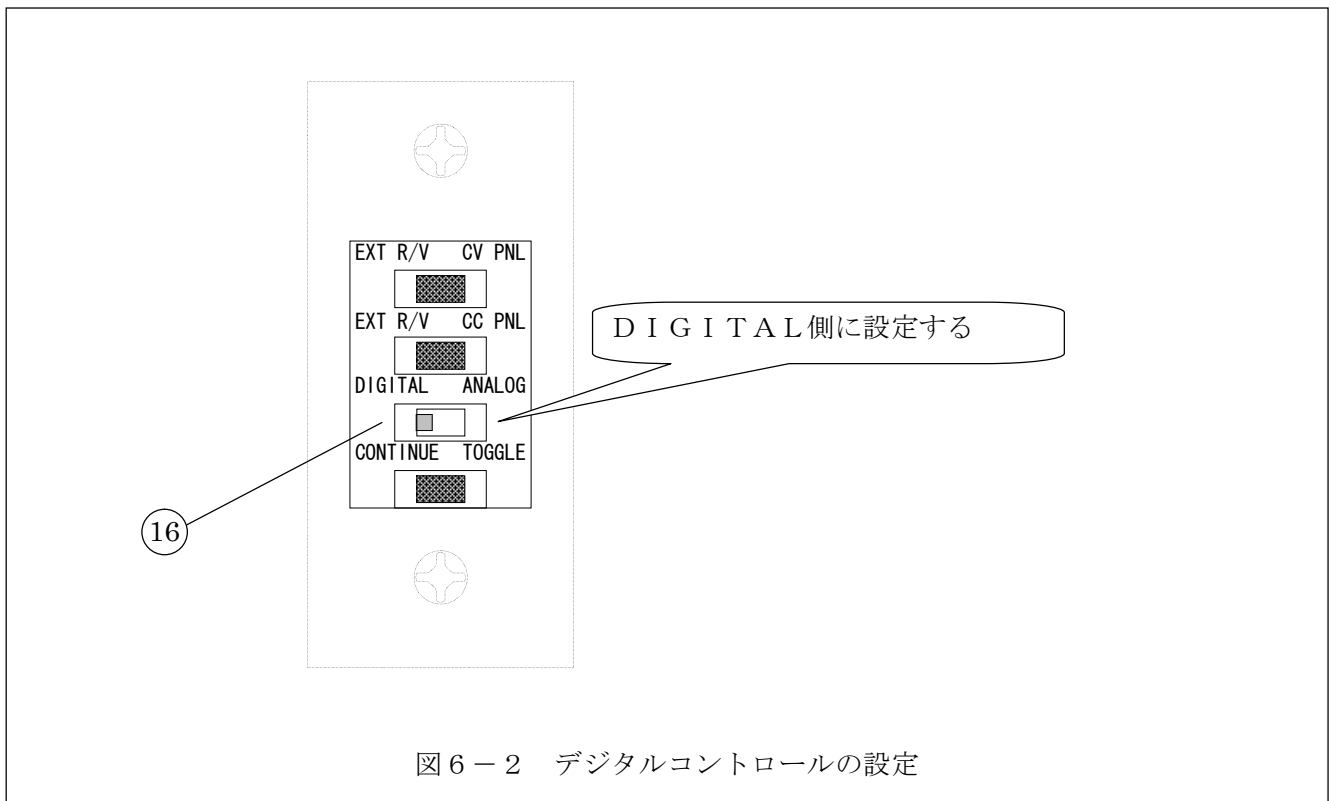 EXT R/V CV PNL
EXT R/V CC PNL
DIGITAL側に設定する
DIGITAL ANALOG
CONTINUE TOGGLE
16
図6-2 デジタルコントロールの設定